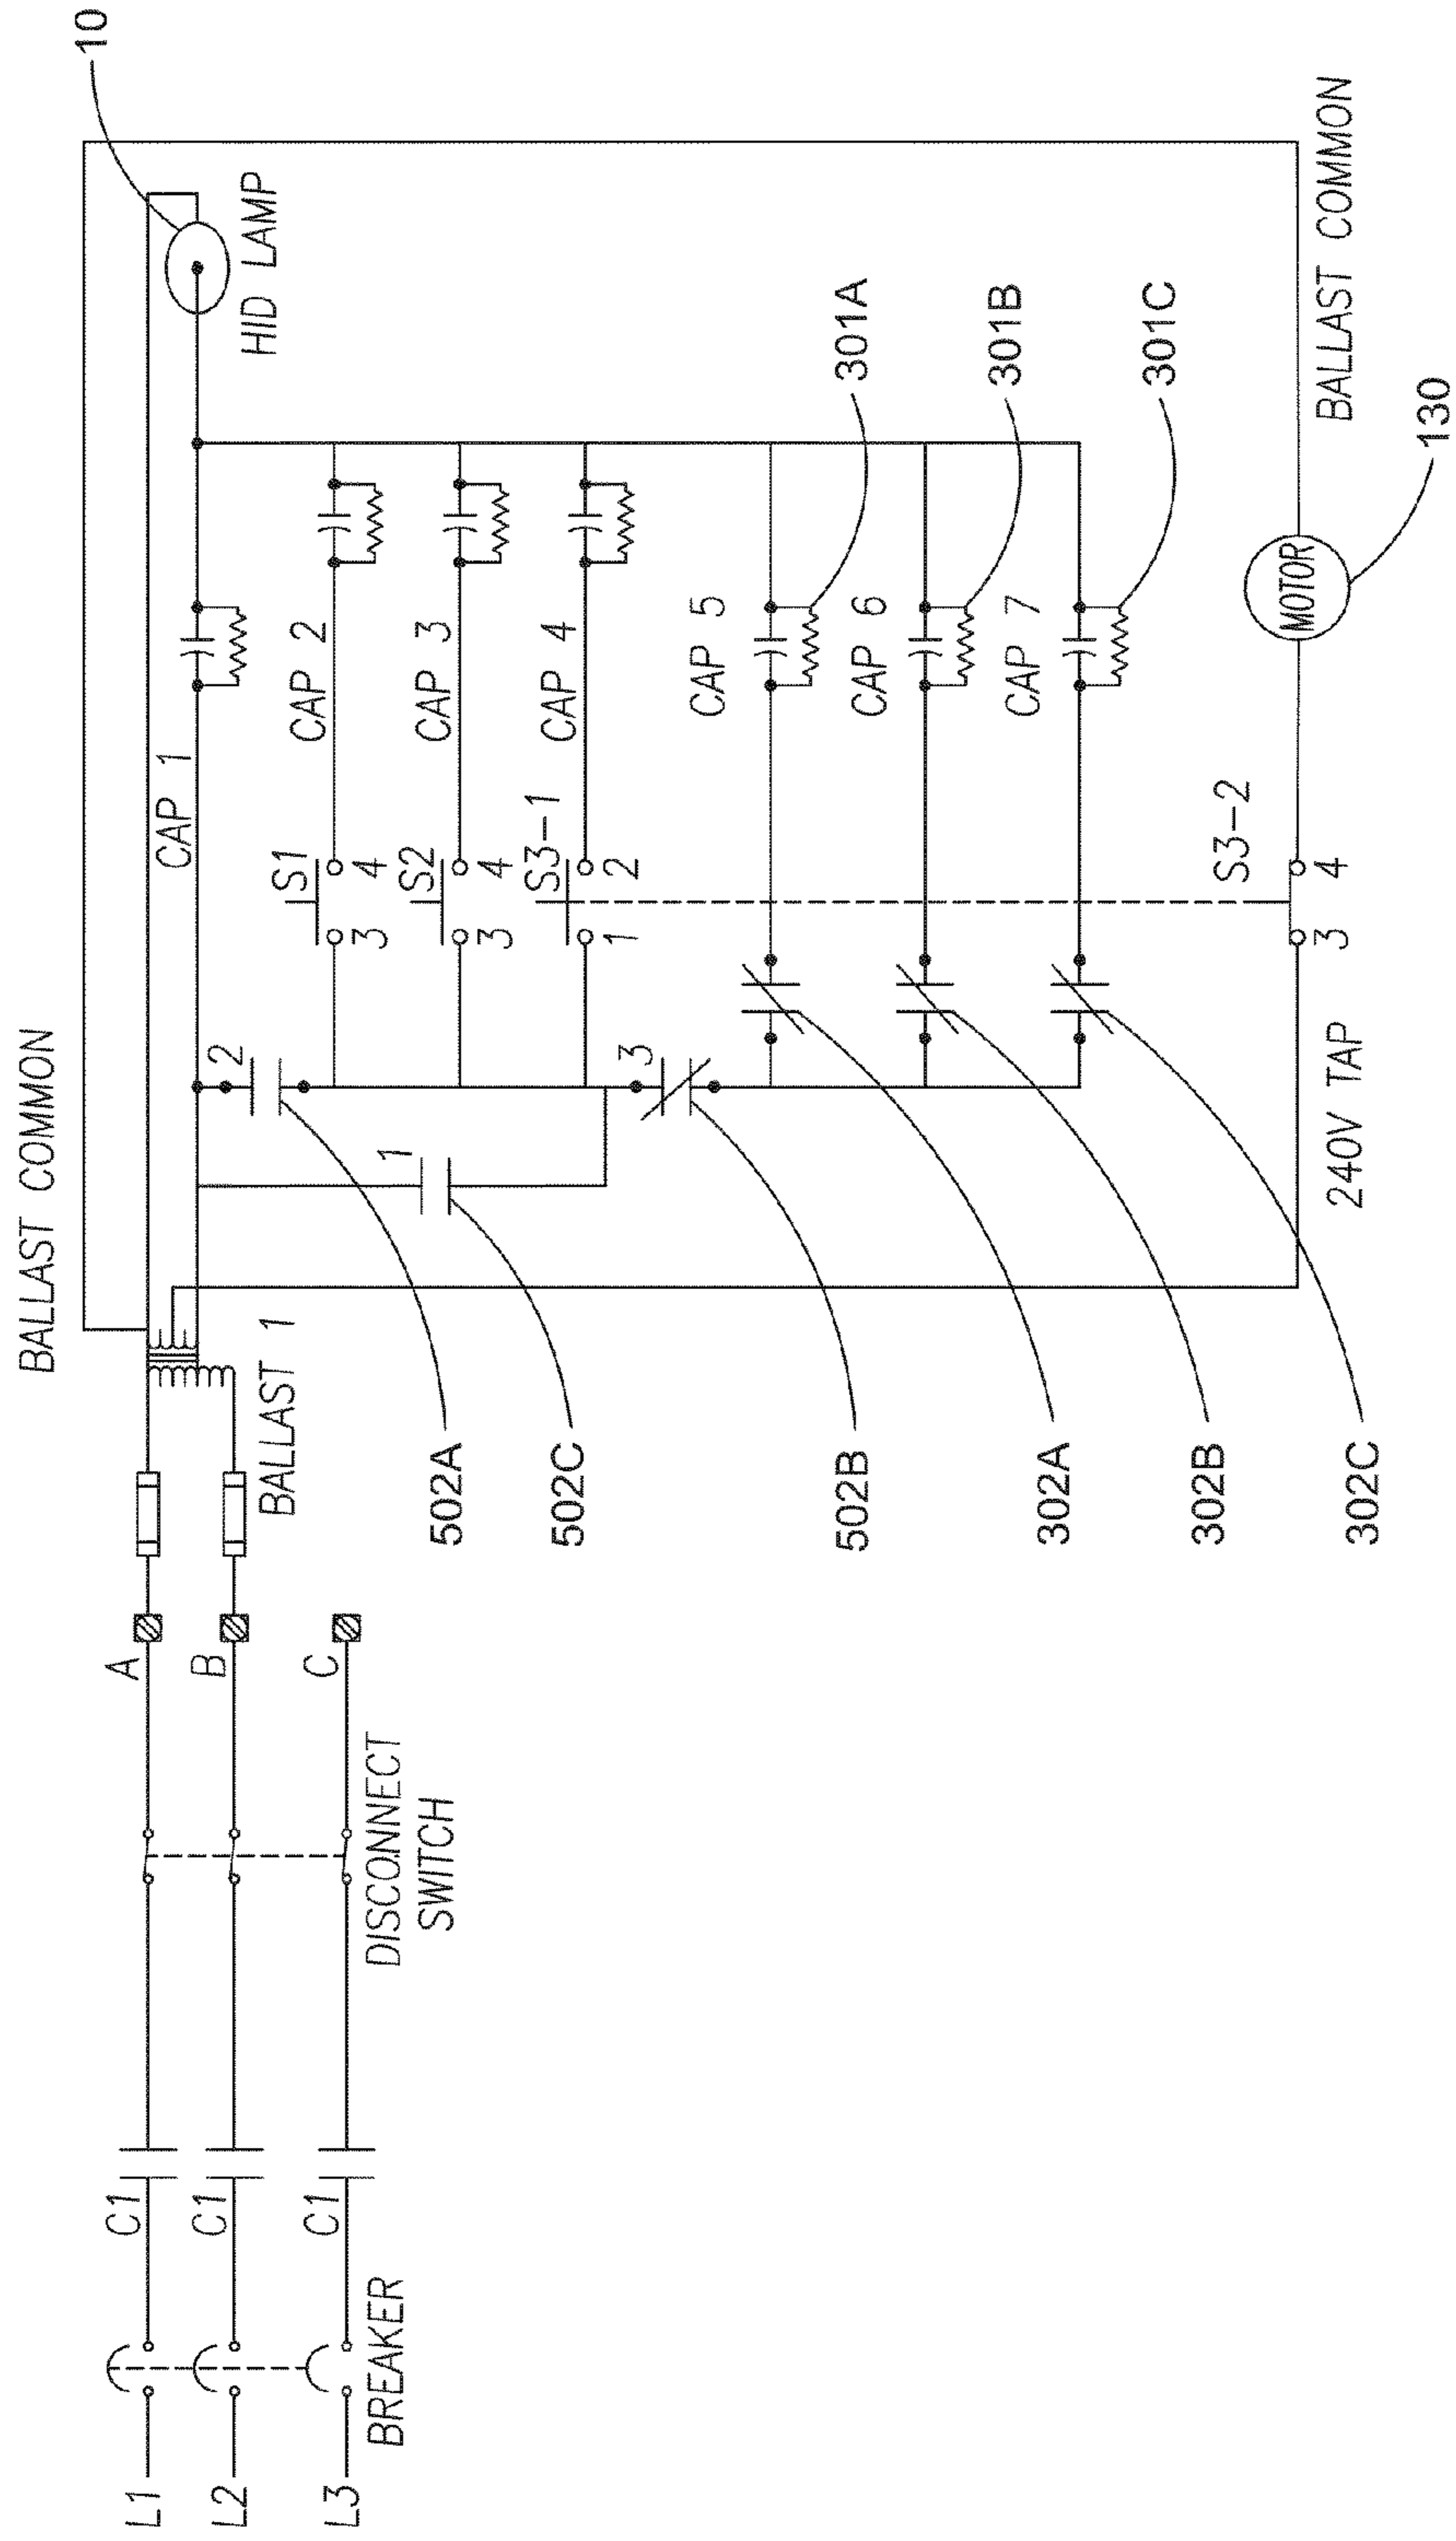 L1
L2
L3
BREAKER
C1
C1
C1
DISCONNECT
SWITCH
A
B
C
BALLAST COMMON
BALLAST 1
502A
502C
502B
302A
302B
302C
2
1
3
CAP 1
S1
3
4
CAP 2
S2
3
4
CAP 3
S3-1
1
2
CAP 4
CAP 5
CAP 6
CAP 7
240V TAP
S3-2
3
4
MOTOR
130
BALLAST COMMON
HID LAMP
10
301A
301B
301C